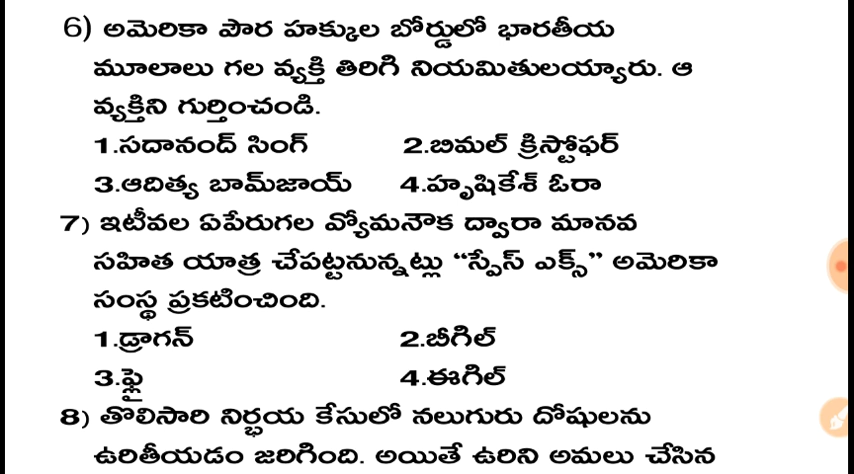 6) అమెరికా పౌర హక్కుల బోర్డులో భారతీయ
మూలాలు గల వ్యక్తి తిరిగి నియమితులయ్యారు. ఆ
వ్యక్తిని గుర్తించండి.
1.సదానంద్ సింగ్ 2.బిమల్ క్రిస్టోఫర్
3.ఆదిత్య బామ్‌జాయ్ 4.హృషికేశ్ ఓరా
7) ఇటీవల ఏపేరుగల వ్యోమనౌక ద్వారా మానవ
సహిత యాత్ర చేపట్టనున్నట్లు “స్పేస్ ఎక్స్” అమెరికా
సంస్థ ప్రకటించింది.
1.డ్రాగన్ 2.బీగిల్
3.ఫ్లై 4.ఈగిల్
8) తొలిసారి నిర్భయ కేసులో నలుగురు దోషులను
ఉరితీయడం జరిగింది. అయితే ఉరిని అమలు చేసిన